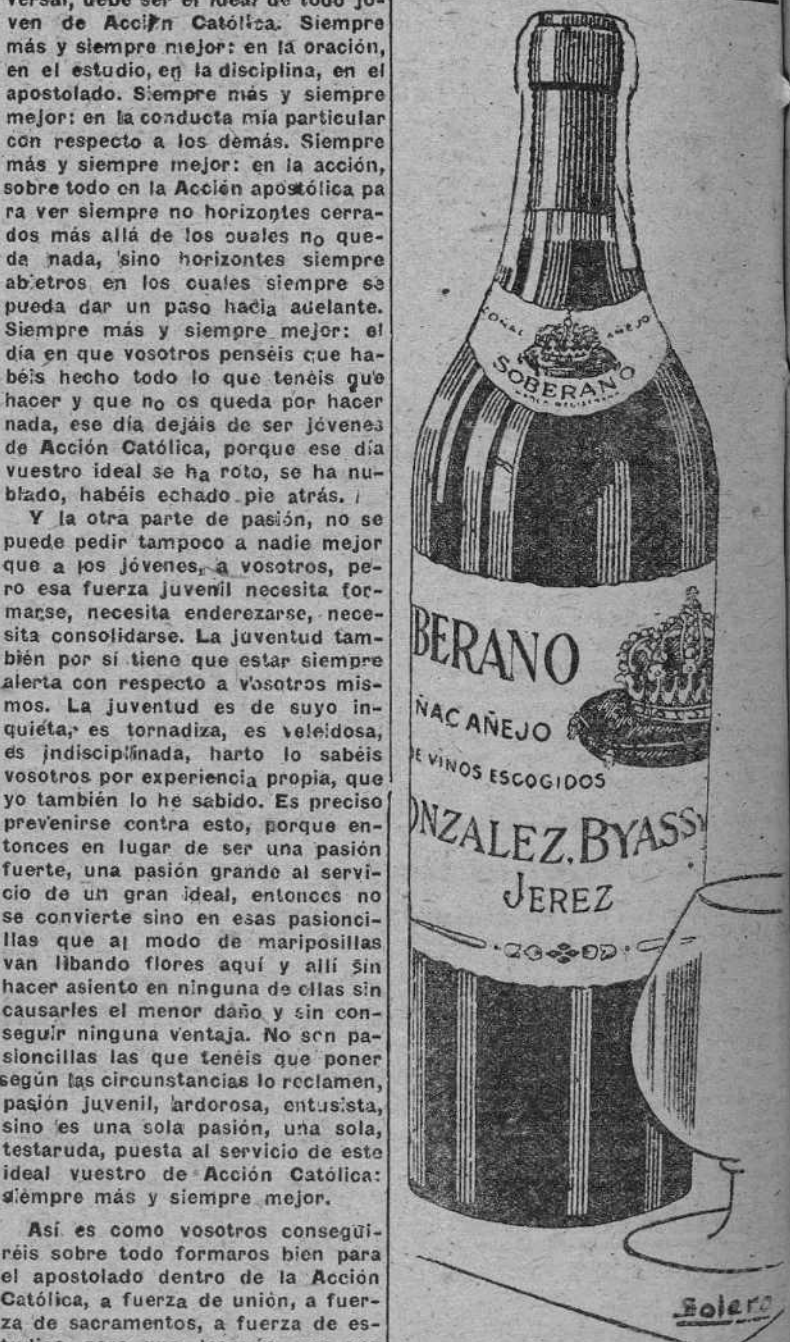 versal, debe ser el ideal de todo jo-
ven de Acción Católica. Siempre
más y siempre mejor: en la oración,
en el estudio, en la disciplina, en el
apostolado. Siempre más y siempre
mejor: en la conducta mía particular
con respecto a los demás. Siempre
más y siempre mejor: en la acción,
sobre todo en la Acción apostólica pa
ra ver siempre no horizontes cerra-
dos más allá de los cuales no que-
da nada, sino horizontes siempre
abietros en los cuales siempre se
pueda dar un paso hacia adelante.
Siempre más y siempre mejor: el
día en que vosotros penséis que ha-
béis hecho todo lo que tenéis que
hacer y que no os queda por hacer
nada, ese día dejáis de ser jóvenes
de Acción Católica, porque ese día
vuestro ideal se ha roto, se ha nu-
blado, habéis echado pie atrás.
Y la otra parte de pasión, no se
puede pedir tampoco a nadie mejor
que a los jóvenes, a vosotros, pe-
ro esa fuerza juvenil necesita for-
marse, necesita enderezarse, nece-
sita consolidarse. La juventud tam-
bién por sí tiene que estar siempre
alerta con respecto a vosotros mis-
mos. La juventud es de suyo in-
quieta, es tornadiza, es veleidosa,
es indisciplinada, harto lo sabéis
vosotros por experiencia propia, que
yo también lo he sabido. Es preciso
prevenirse contra esto, porque en-
tonces en lugar de ser una pasión
fuerte, una pasión grande al servi-
cio de un gran ideal, entonces no
se convierte sino en esas pasionci-
llas que al modo de mariposillas
van libando flores aquí y allí sin
hacer asiento en ninguna de ellas sin
causarles el menor daño y sin con-
seguir ninguna ventaja. No son pa-
sioncillas las que tenéis que poner
según las circunstancias lo reclamen,
pasión juvenil, ardorosa, entusista,
sino es una sola pasión, una sola,
testaruda, puesta al servicio de este
ideal vuestro de Acción Católica:
siempre más y siempre mejor.
Así es como vosotros consegui-
réis sobre todo formaros bien para
el apostolado dentro de la Acción
Católica, a fuerza de unión, a fuer-
za de sacramentos, a fuerza de es-
COÑAC AÑEJO
SOBERANO
BERANO
ÑAC AÑEJO
DE VINOS ESCOGIDOS
ONZALEZ, BYASS Y
JEREZ
Solero